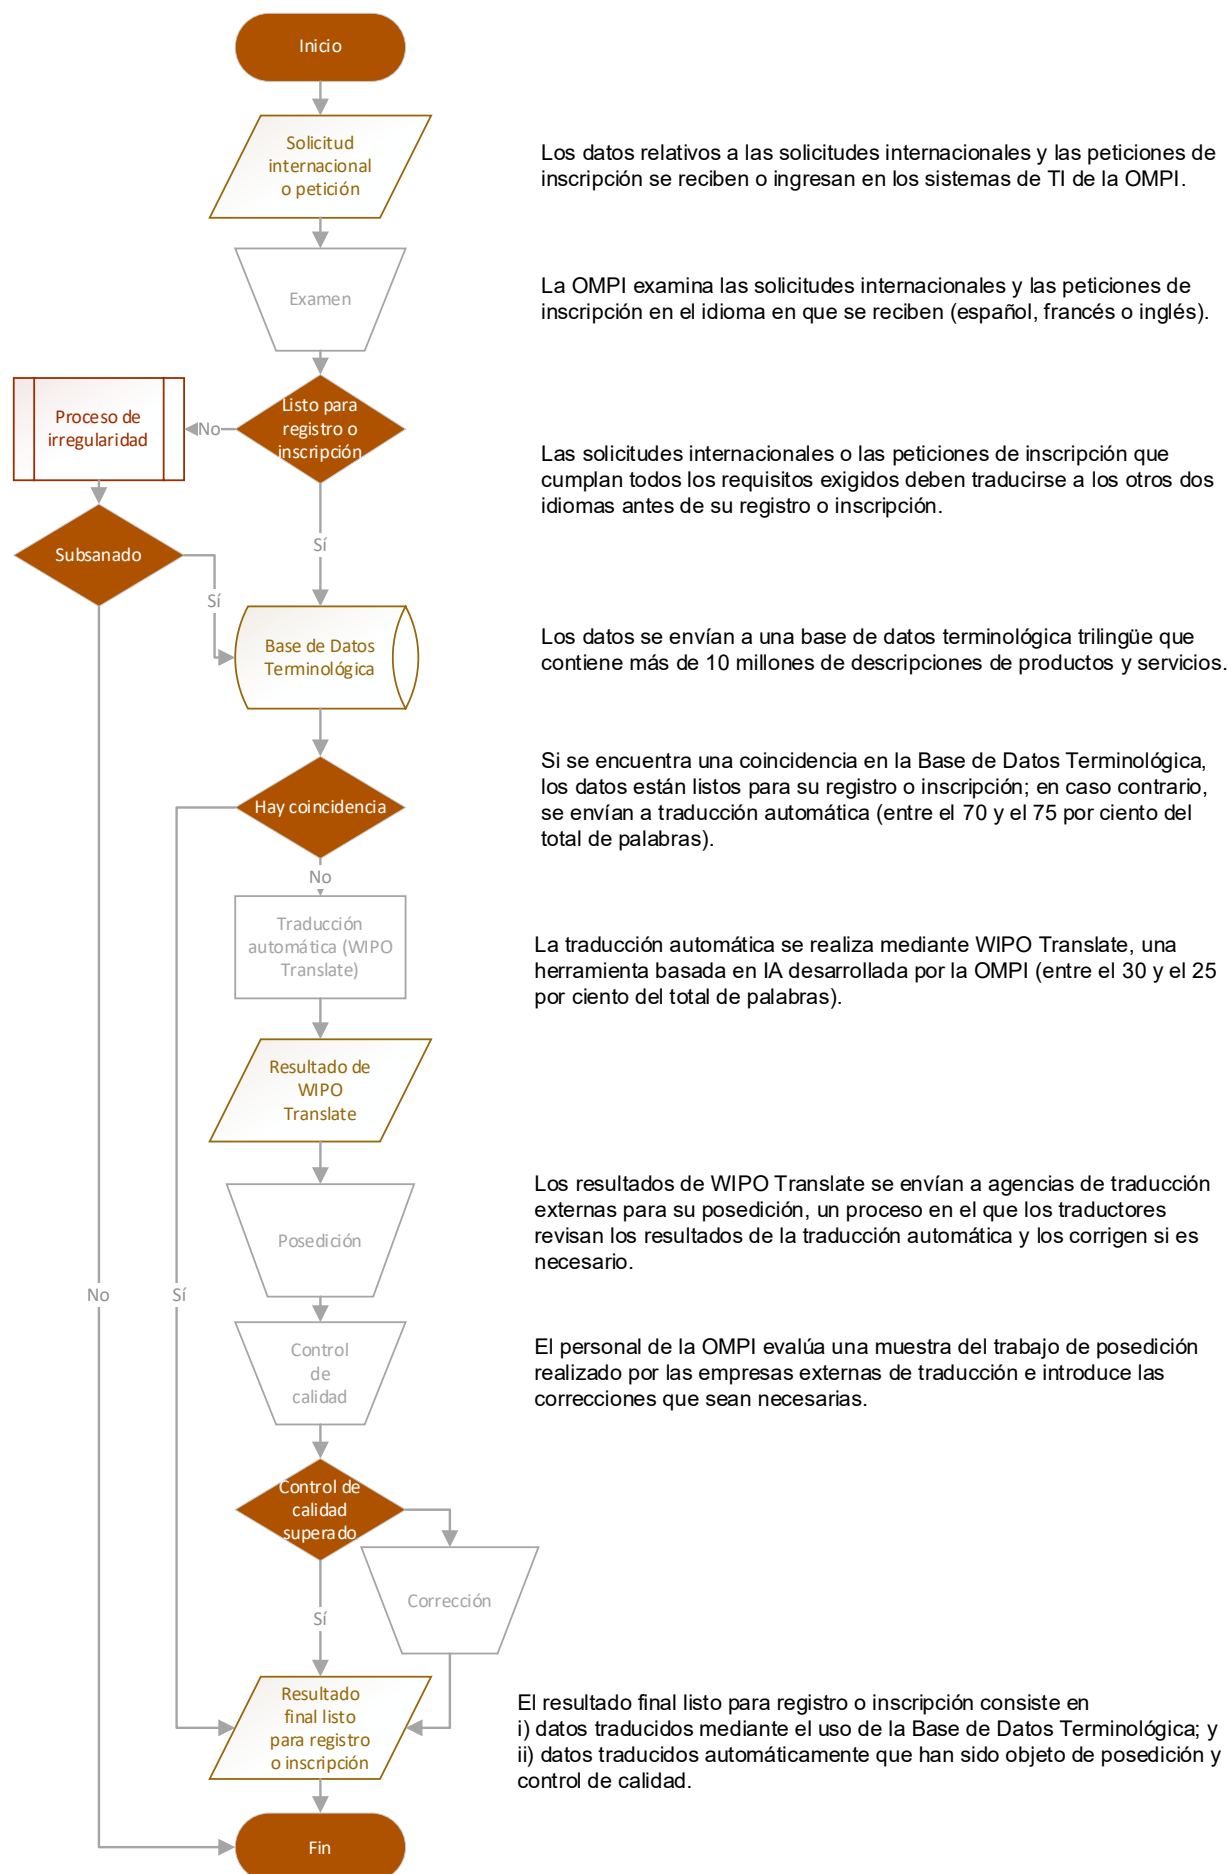 Inicio
Solicitud
internacional
o petición
Los datos relativos a las solicitudes internacionales y las peticiones de
inscripción se reciben o ingresan en los sistemas de TI de la OMPI.
Examen
La OMPI examina las solicitudes internacionales y las peticiones de
inscripción en el idioma en que se reciben (español, francés o inglés).
Proceso de
irregularidad
No
Listo para
registro o
inscripción
Las solicitudes internacionales o las peticiones de inscripción que
cumplan todos los requisitos exigidos deben traducirse a los otros dos
idiomas antes de su registro o inscripción.
Sí
Subsanado
Sí
Base de Datos
Terminológica
Los datos se envían a una base de datos terminológica trilingüe que
contiene más de 10 millones de descripciones de productos y servicios.
Hay coincidencia
Si se encuentra una coincidencia en la Base de Datos Terminológica,
los datos están listos para su registro o inscripción; en caso contrario,
se envían a traducción automática (entre el 70 y el 75 por ciento del
total de palabras).
No
Traducción
automática (WIPO
Translate)
La traducción automática se realiza mediante WIPO Translate, una
herramienta basada en IA desarrollada por la OMPI (entre el 30 y el 25
por ciento del total de palabras).
Resultado de
WIPO
Translate
Posedición
Los resultados de WIPO Translate se envían a agencias de traducción
externas para su posedición, un proceso en el que los traductores
revisan los resultados de la traducción automática y los corrigen si es
necesario.
No
Sí
Control
de
calidad
El personal de la OMPI evalúa una muestra del trabajo de posedición
realizado por las empresas externas de traducción e introduce las
correcciones que sean necesarias.
Control de
calidad
superado
Corrección
Sí
Resultado
final listo
para registro
o inscripción
El resultado final listo para registro o inscripción consiste en
i) datos traducidos mediante el uso de la Base de Datos Terminológica; y
ii) datos traducidos automáticamente que han sido objeto de posedición y
control de calidad.
Fin